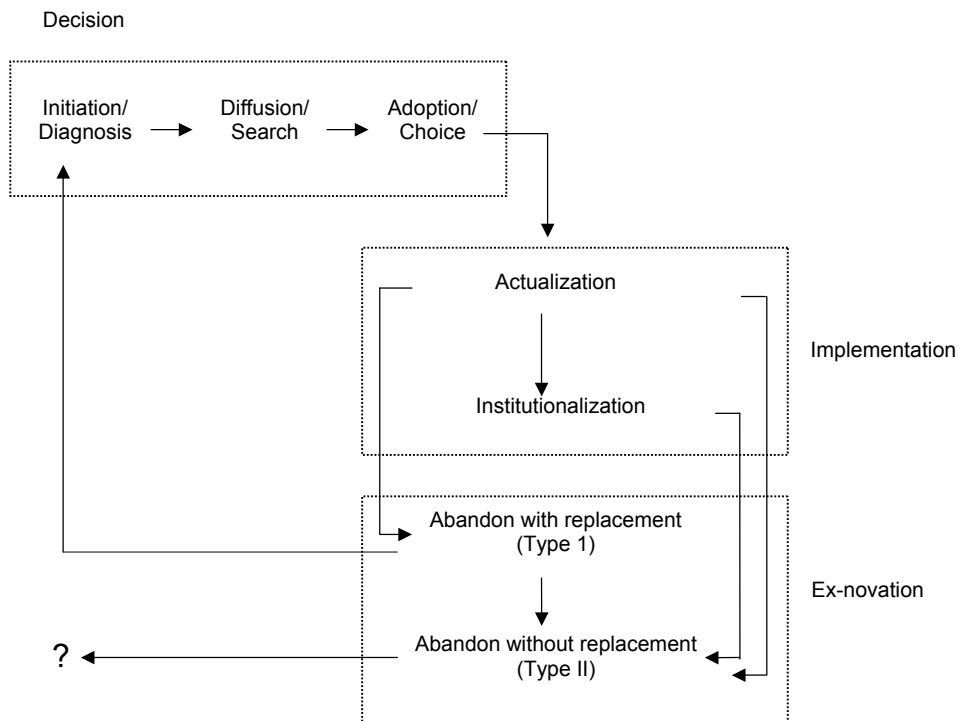 Decision
Initiation/
Diagnosis
Diffusion/
Search
Adoption/
Choice
Actualization
Implementation
Institutionalization
Abandon with replacement
(Type 1)
Ex-novation
Abandon without replacement
(Type II)
?